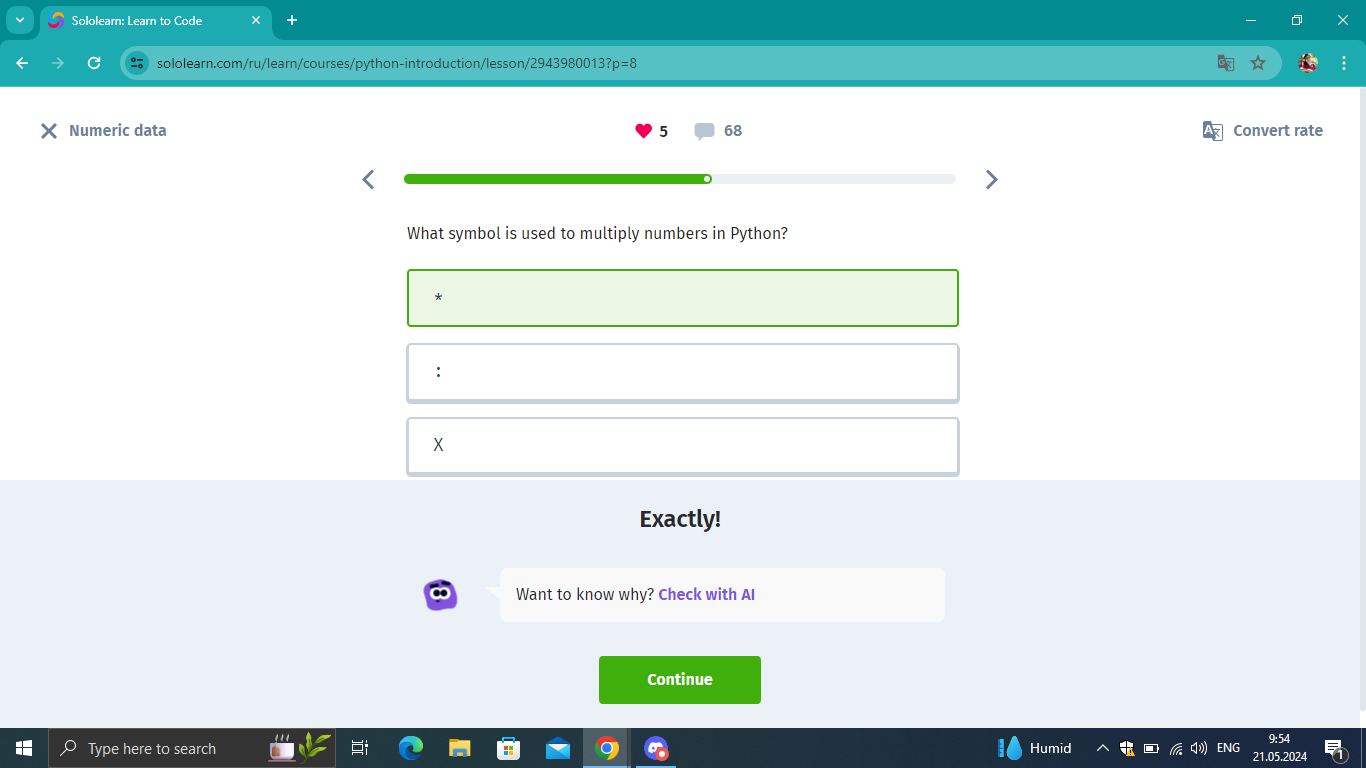 Sololearn: Learn to Code
sololearn.com/ru/learn/courses/python-introduction/lesson/2943980013?p=8
Numeric data
5
68
Convert rate
What symbol is used to multiply numbers in Python?
*
:
X
Exactly!
Want to know why? Check with AI
Continue
Type here to search
Humid
ENG
9:54
21.05.2024
1